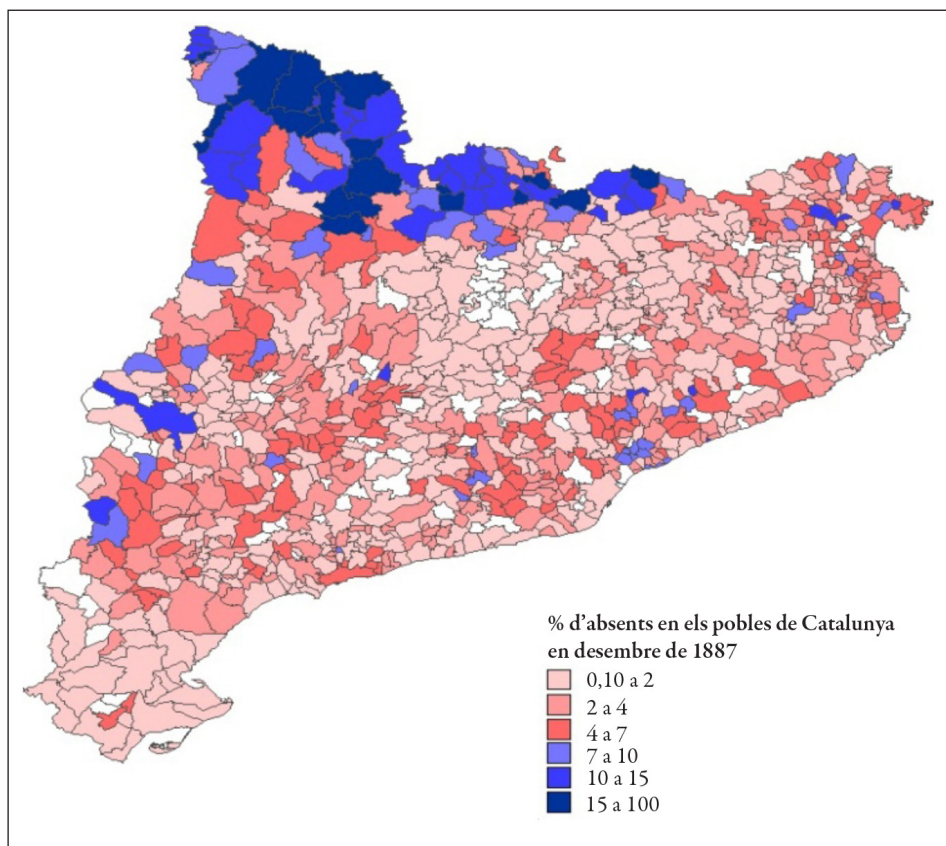 % d’absents en els pobles de Catalunya
en desembre de 1887
0,10 a 2
2 a 4
4 a 7
7 a 10
10 a 15
15 a 100